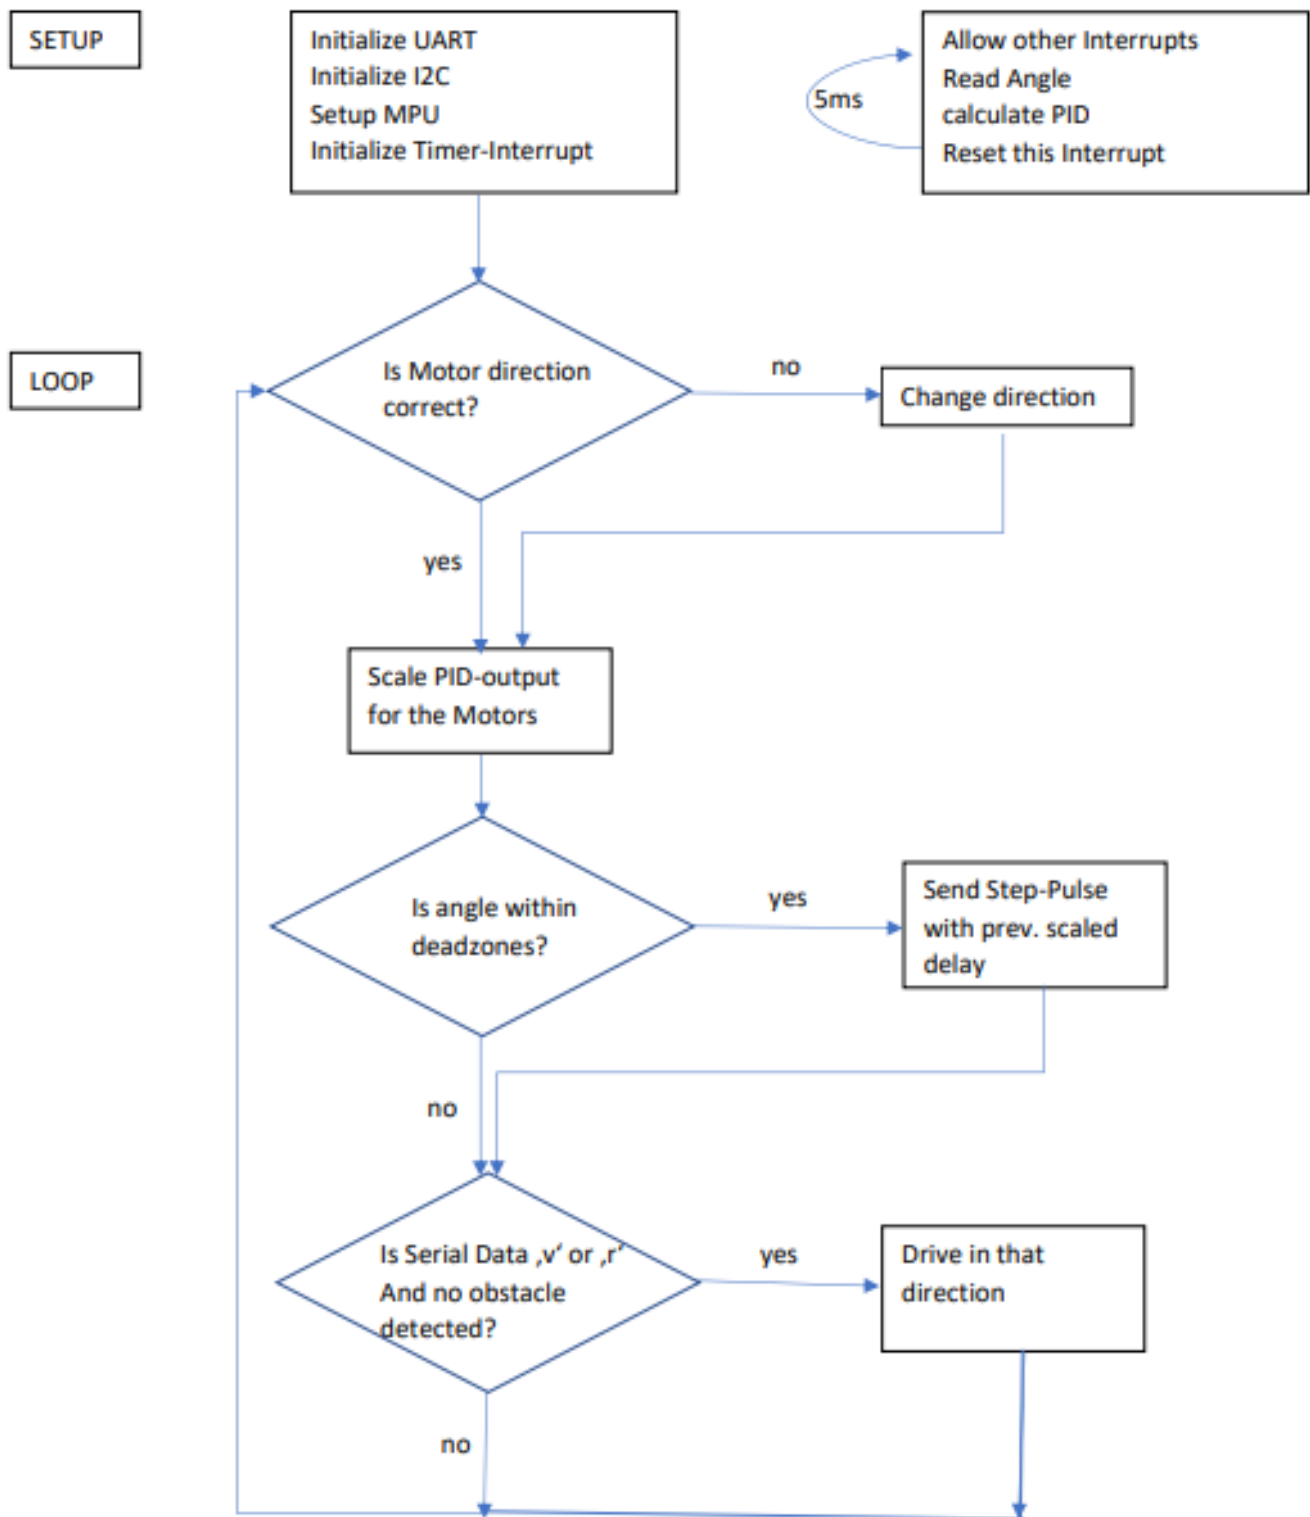 SETUP
Initialize UART
Initialize I2C
Setup MPU
Initialize Timer-Interrupt
Allow other Interrupts
Read Angle
calculate PID
Reset this Interrupt
5ms
LOOP
Is Motor direction
correct?
no
Change direction
yes
Scale PID-output
for the Motors
Is angle within
deadzones?
yes
Send Step-Pulse
with prev. scaled
delay
no
Is Serial Data ‚v‘ or ‚r‘
And no obstacle
detected?
yes
Drive in that
direction
no